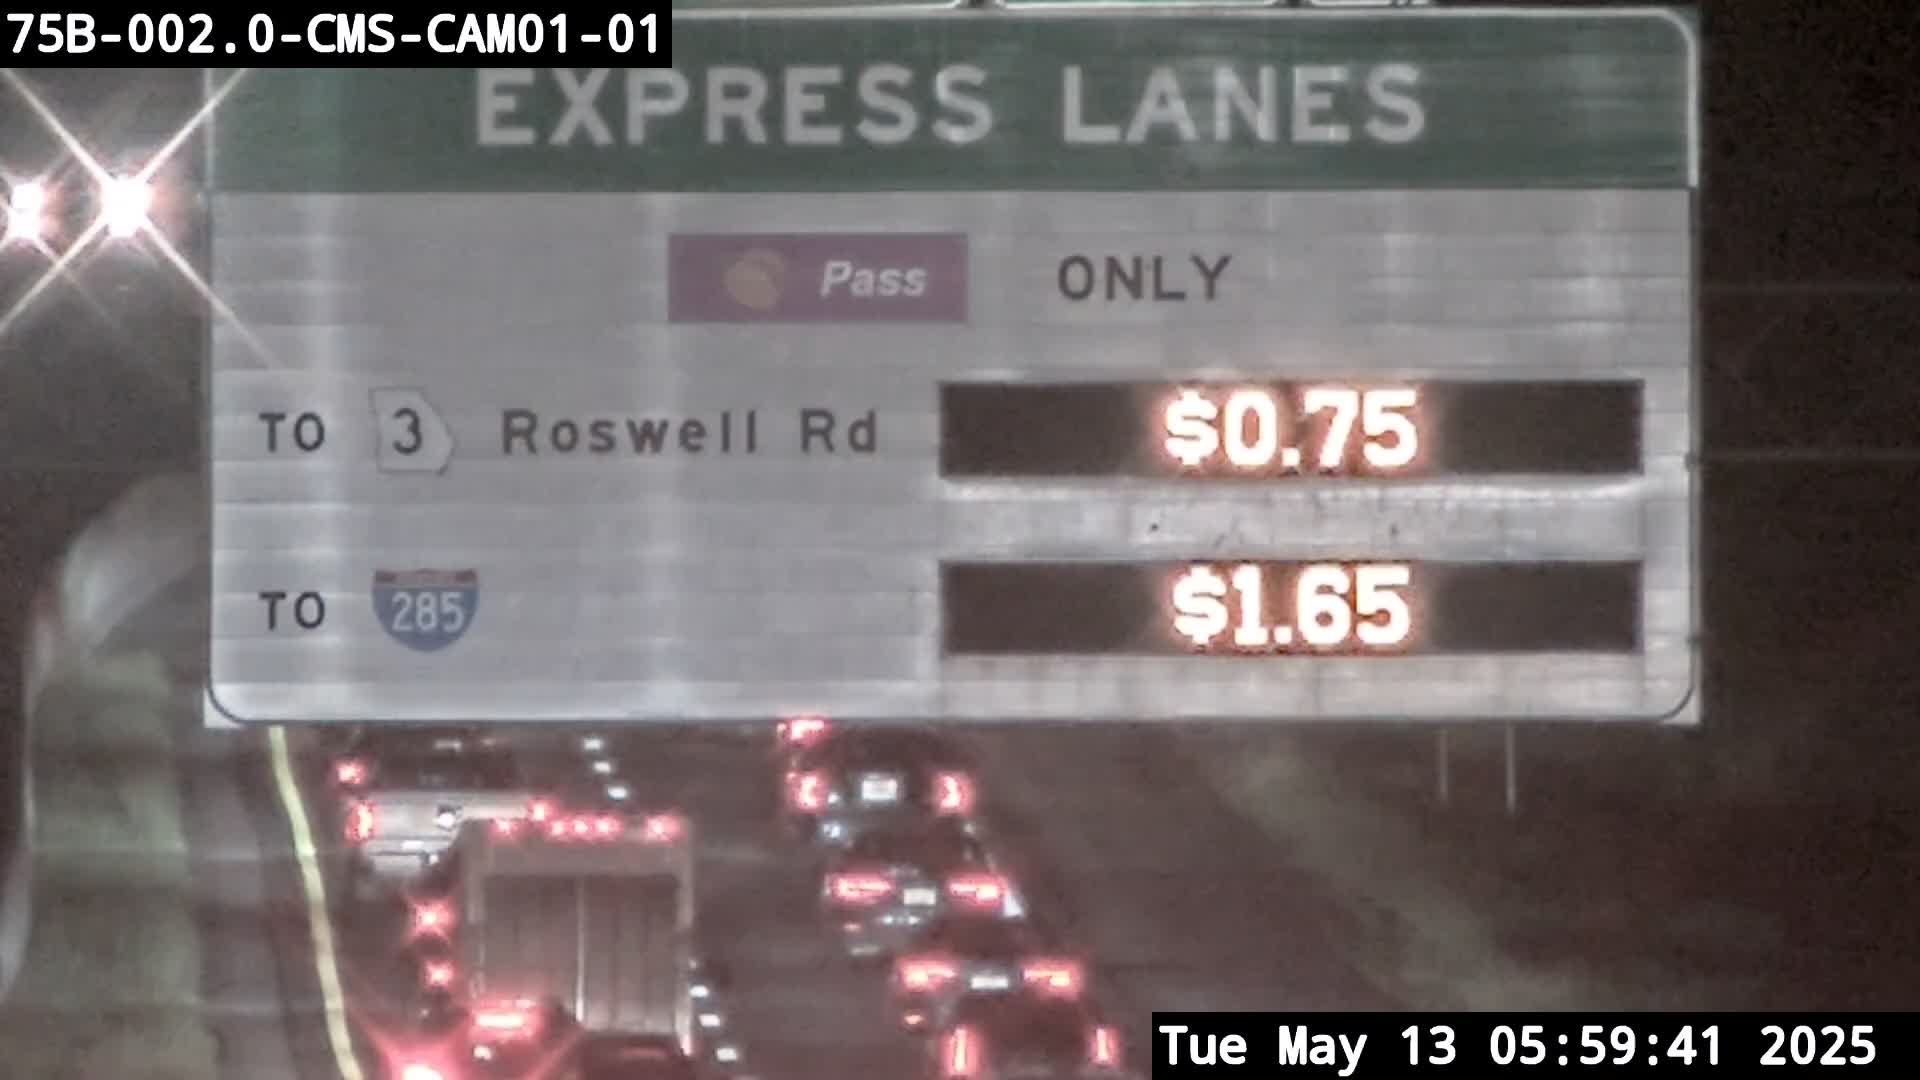 75B-002.0-CMS-CAM01-01
EXPRESS LANES
Pass ONLY
TO 3 Roswell Rd $0.75
TO 285 $1.65
Tue May 13 05:59:41 2025